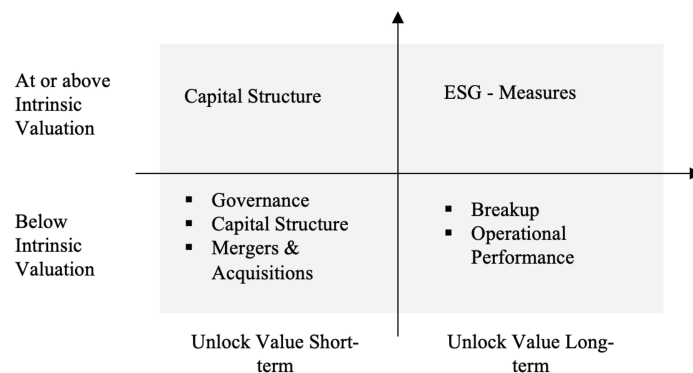 At or above
Intrinsic
Valuation
Capital Structure
ESG - Measures
Below
Intrinsic
Valuation
▪ Governance
▪ Capital Structure
▪ Mergers &
Acquisitions
▪ Breakup
▪ Operational
Performance
Unlock Value Short-
term
Unlock Value Long-
term